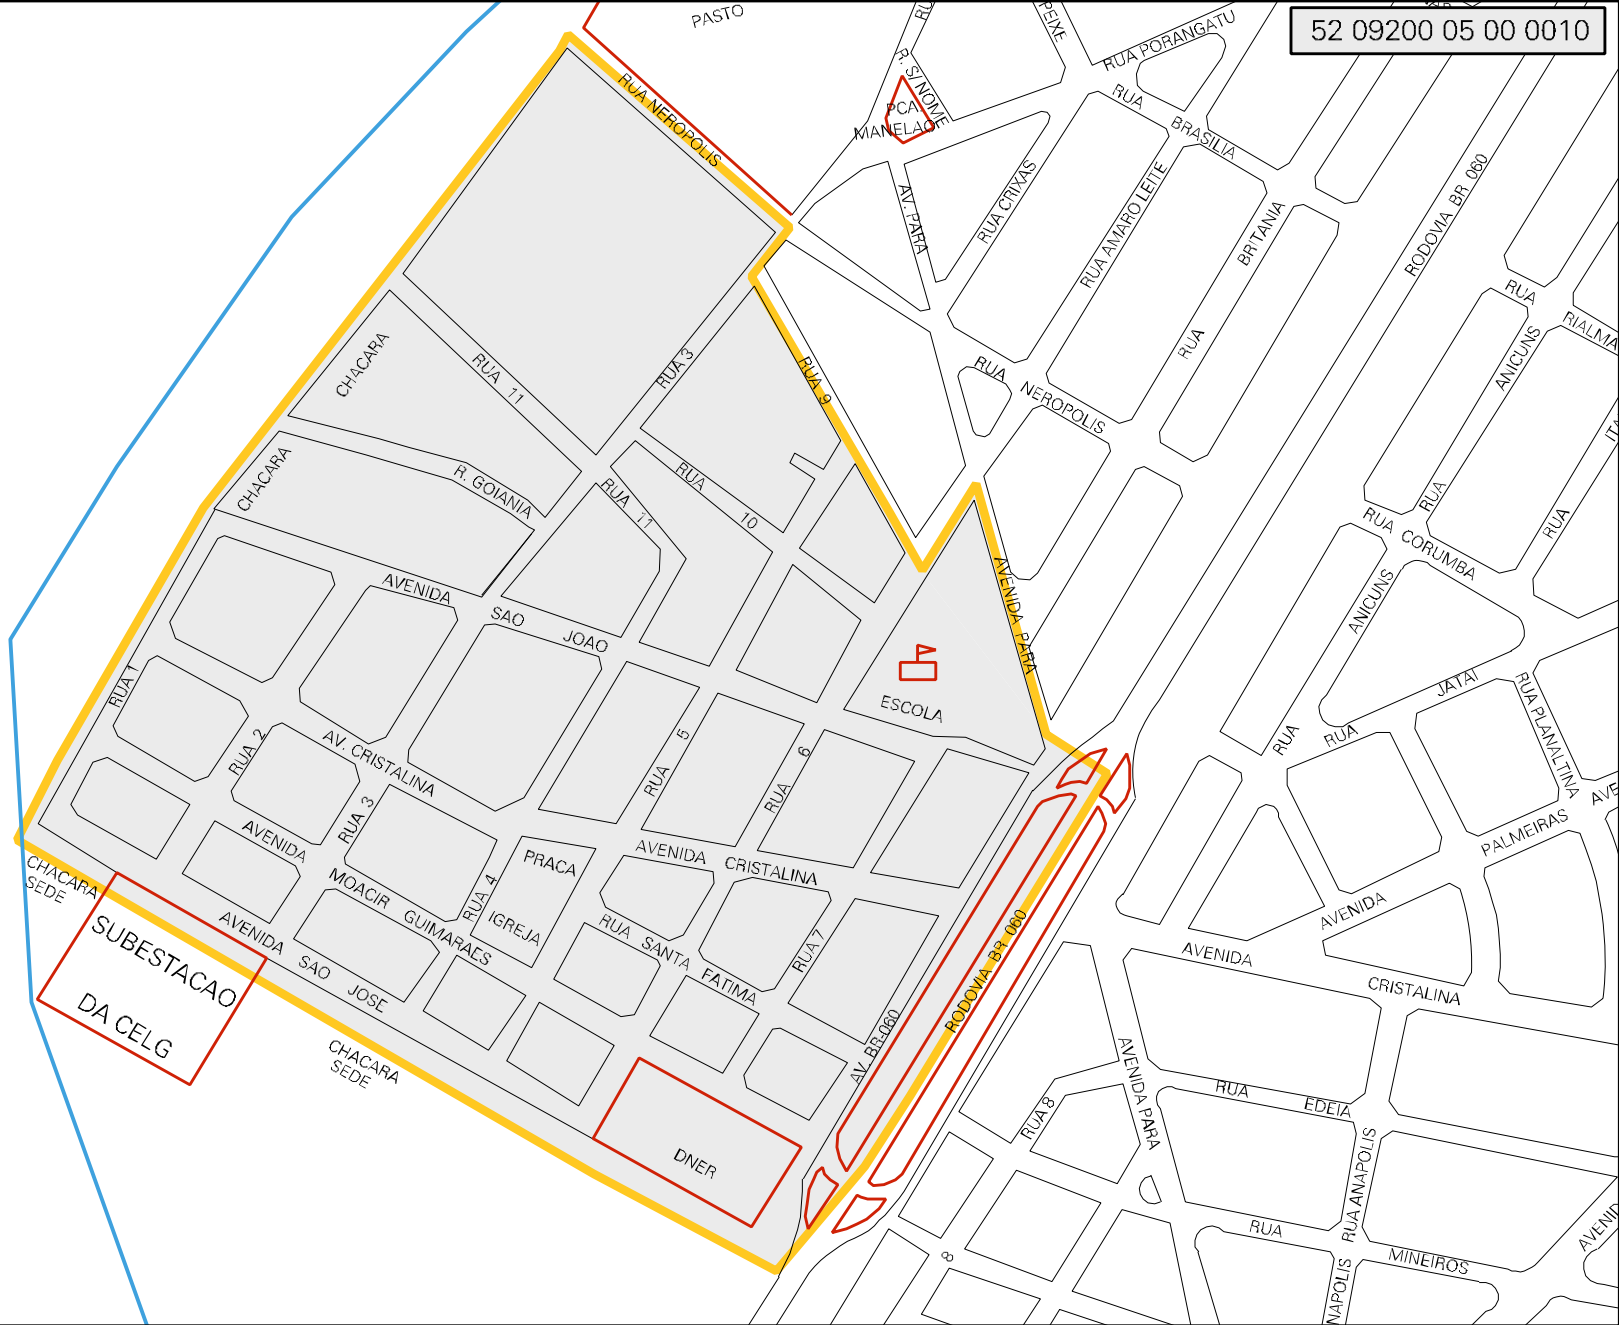 52 09200 05 00 0010
PASTO
PEIXE
RUA PORANGATU
R. S/ NOME
RUA NEROPOLIS
PCA
MANELAO
RUA
BRASILIA
AV. PARA
RUA CRIXAS
RUA AMARO LEITE
BRITANIA
RUA
RODOVIA BR 060
RUA
RIALMA
ANICUNS
RUA
CHACARA
RUA 11
RUA 3
RUA 9
RUA
NEROPOLIS
CHACARA
R. GOIANIA
RUA 11
RUA
10
RUA CORUMBA
RUA
AVENIDA
SAO
JOAO
AVENIDA PARA
ANICUNS
RUA
ESCOLA
RUA 1
RUA 2
AV. CRISTALINA
RUA 5
RUA 6
RUA
JATAI
RUA PLANALTINA
RUA 3
AVENIDA
PRACA
IGREJA
AVENIDA
CRISTALINA
PALMEIRAS
AVENIDA
AVE
CHACARA
SEDE
MOACIR
GUIMARAES
RUA 4
RUA SANTA
FATIMA
RUA 7
RODOVIA BR 060
AVENIDA
CRISTALINA
SUBESTACAO
DA CELG
AVENIDA
SAO
JOSE
CHACARA
SEDE
AV. BR-060
AVENIDA PARA
RUA 8
RUA
EDEIA
DNER
RUA ANAPOLIS
RUA
MINEIROS
AVENID
8
NAPOLIS